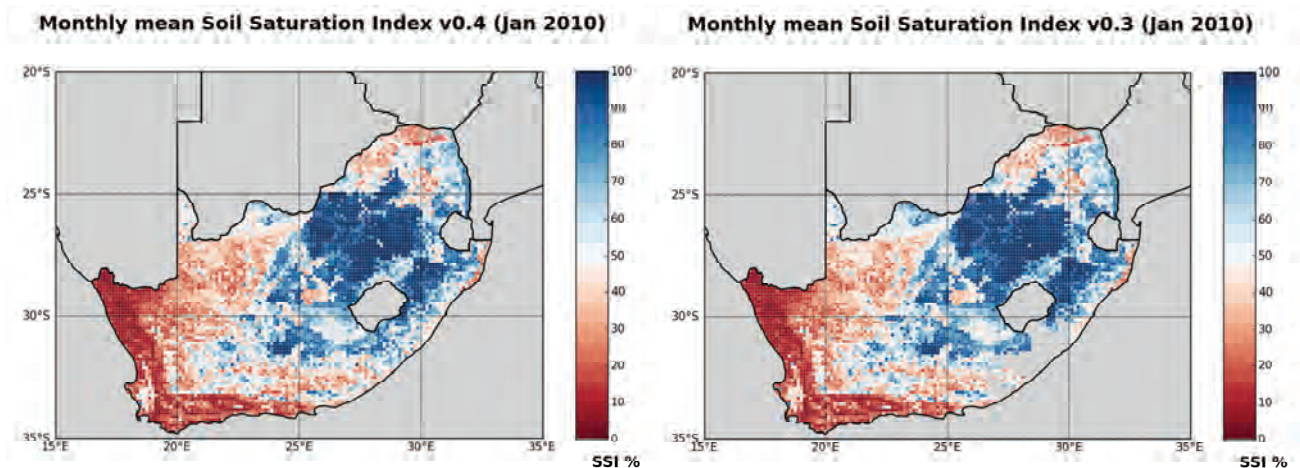 Monthly mean Soil Saturation Index v0.4 (Jan 2010)
20°S
25°S
30°S
35°S
15°E
20°E
25°E
30°E
35°E
100
90
80
70
60
50
40
30
20
10
0
SSI %
Monthly mean Soil Saturation Index v0.3 (Jan 2010)
20°S
25°S
30°S
35°S
15°E
20°E
25°E
30°E
35°E
100
90
80
70
60
50
40
30
20
10
0
SSI %